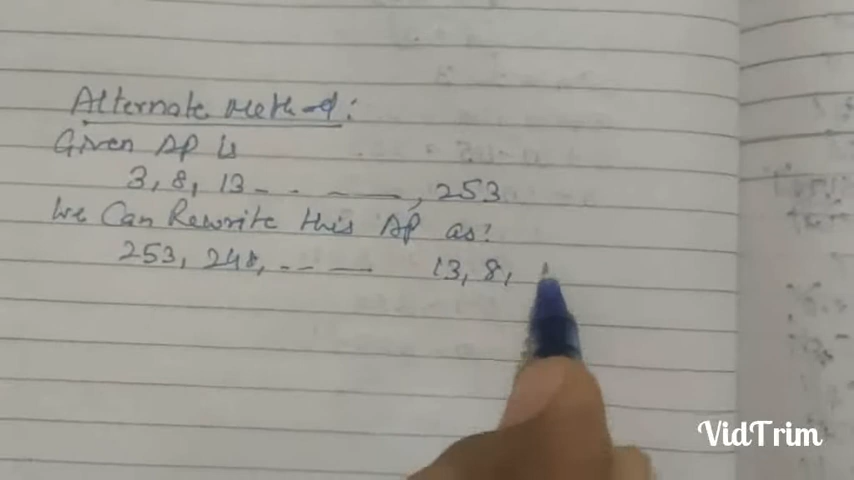 Alternate Method:
Given AP is
3, 8, 13 - - - —, 253
We Can Rewrite this AP as:
253, 248, - - — 13, 8,
VidTrim